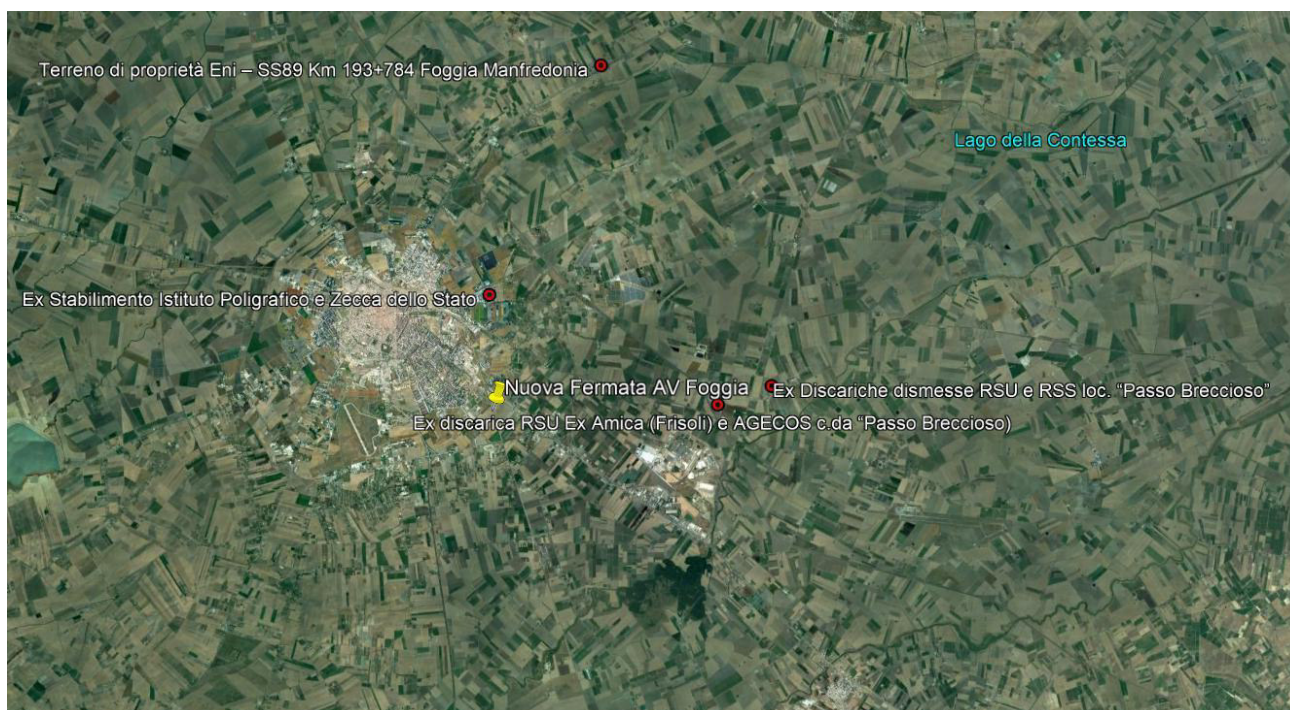 Terreno di proprietà Eni – SS89 Km 193+784 Foggia Manfredonia
Lago della Contessa
Ex Stabilimento Istituto Poligrafico e Zecca dello Stato
Nuova Fermata AV Foggia
Ex Discariche dismesse RSU e RSS loc. “Passo Breccioso”
Ex discarica RSU Ex Amica (Frisoli) e AGECOS c.da “Passo Breccioso)